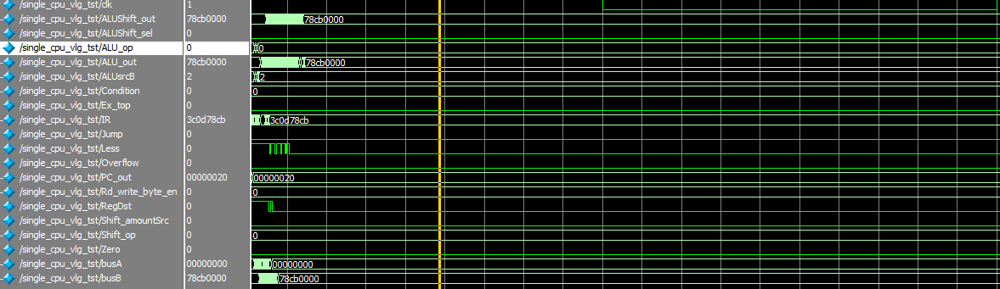 /single_cpu_vlg_tst/clk 1
/single_cpu_vlg_tst/ALUShift_out 78cb0000 78cb0000
/single_cpu_vlg_tst/ALUShift_sel 0
/single_cpu_vlg_tst/ALU_op 0 0
/single_cpu_vlg_tst/ALU_out 78cb0000 78cb0000
/single_cpu_vlg_tst/ALUsrcB 2 2
/single_cpu_vlg_tst/Condition 0 0
/single_cpu_vlg_tst/Ex_top 0
/single_cpu_vlg_tst/IR 3c0d78cb 3c0d78cb
/single_cpu_vlg_tst/Jump 0
/single_cpu_vlg_tst/Less 0
/single_cpu_vlg_tst/Overflow 0
/single_cpu_vlg_tst/PC_out 00000020 00000020
/single_cpu_vlg_tst/Rd_write_byte_en 0 0
/single_cpu_vlg_tst/RegDst 0
/single_cpu_vlg_tst/Shift_amountSrc 0
/single_cpu_vlg_tst/Shift_op 0 0
/single_cpu_vlg_tst/Zero 0
/single_cpu_vlg_tst/busA 00000000 00000000
/single_cpu_vlg_tst/busB 78cb0000 78cb0000